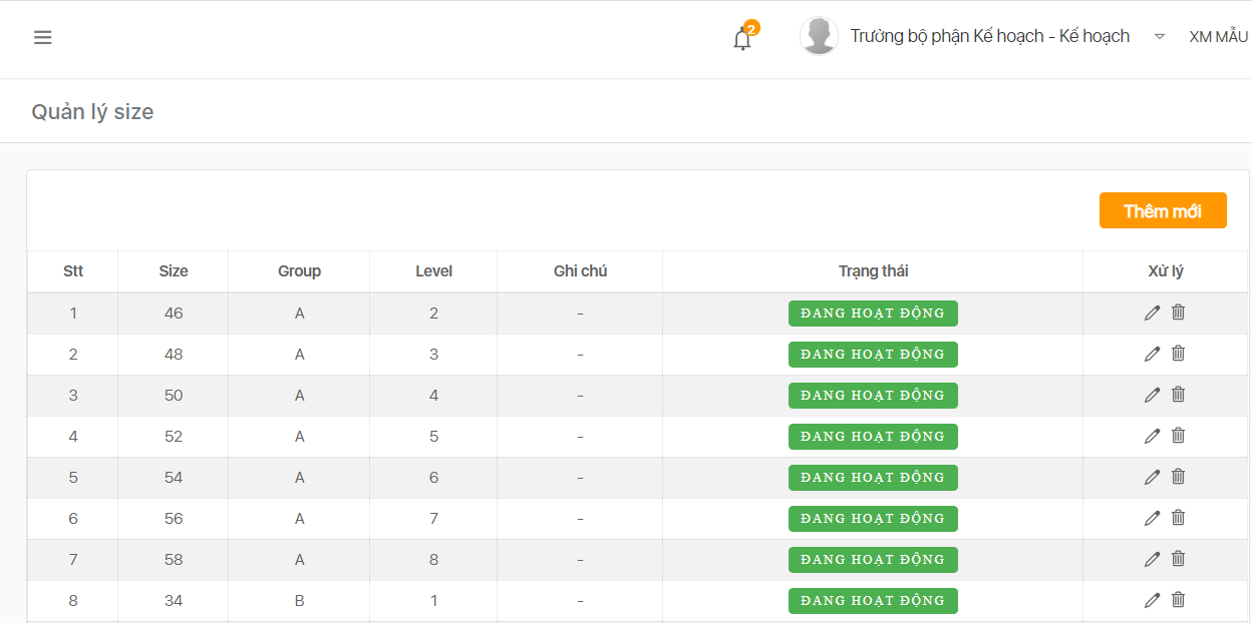 2
Trưởng bộ phận Kế hoạch - Kế hoạch XM MẪU
Quản lý size
Thêm mới
Stt Size Group Level Ghi chú Trạng thái Xử lý
1 46 A 2 - ĐANG HOẠT ĐỘNG
2 48 A 3 - ĐANG HOẠT ĐỘNG
3 50 A 4 - ĐANG HOẠT ĐỘNG
4 52 A 5 - ĐANG HOẠT ĐỘNG
5 54 A 6 - ĐANG HOẠT ĐỘNG
6 56 A 7 - ĐANG HOẠT ĐỘNG
7 58 A 8 - ĐANG HOẠT ĐỘNG
8 34 B 1 - ĐANG HOẠT ĐỘNG